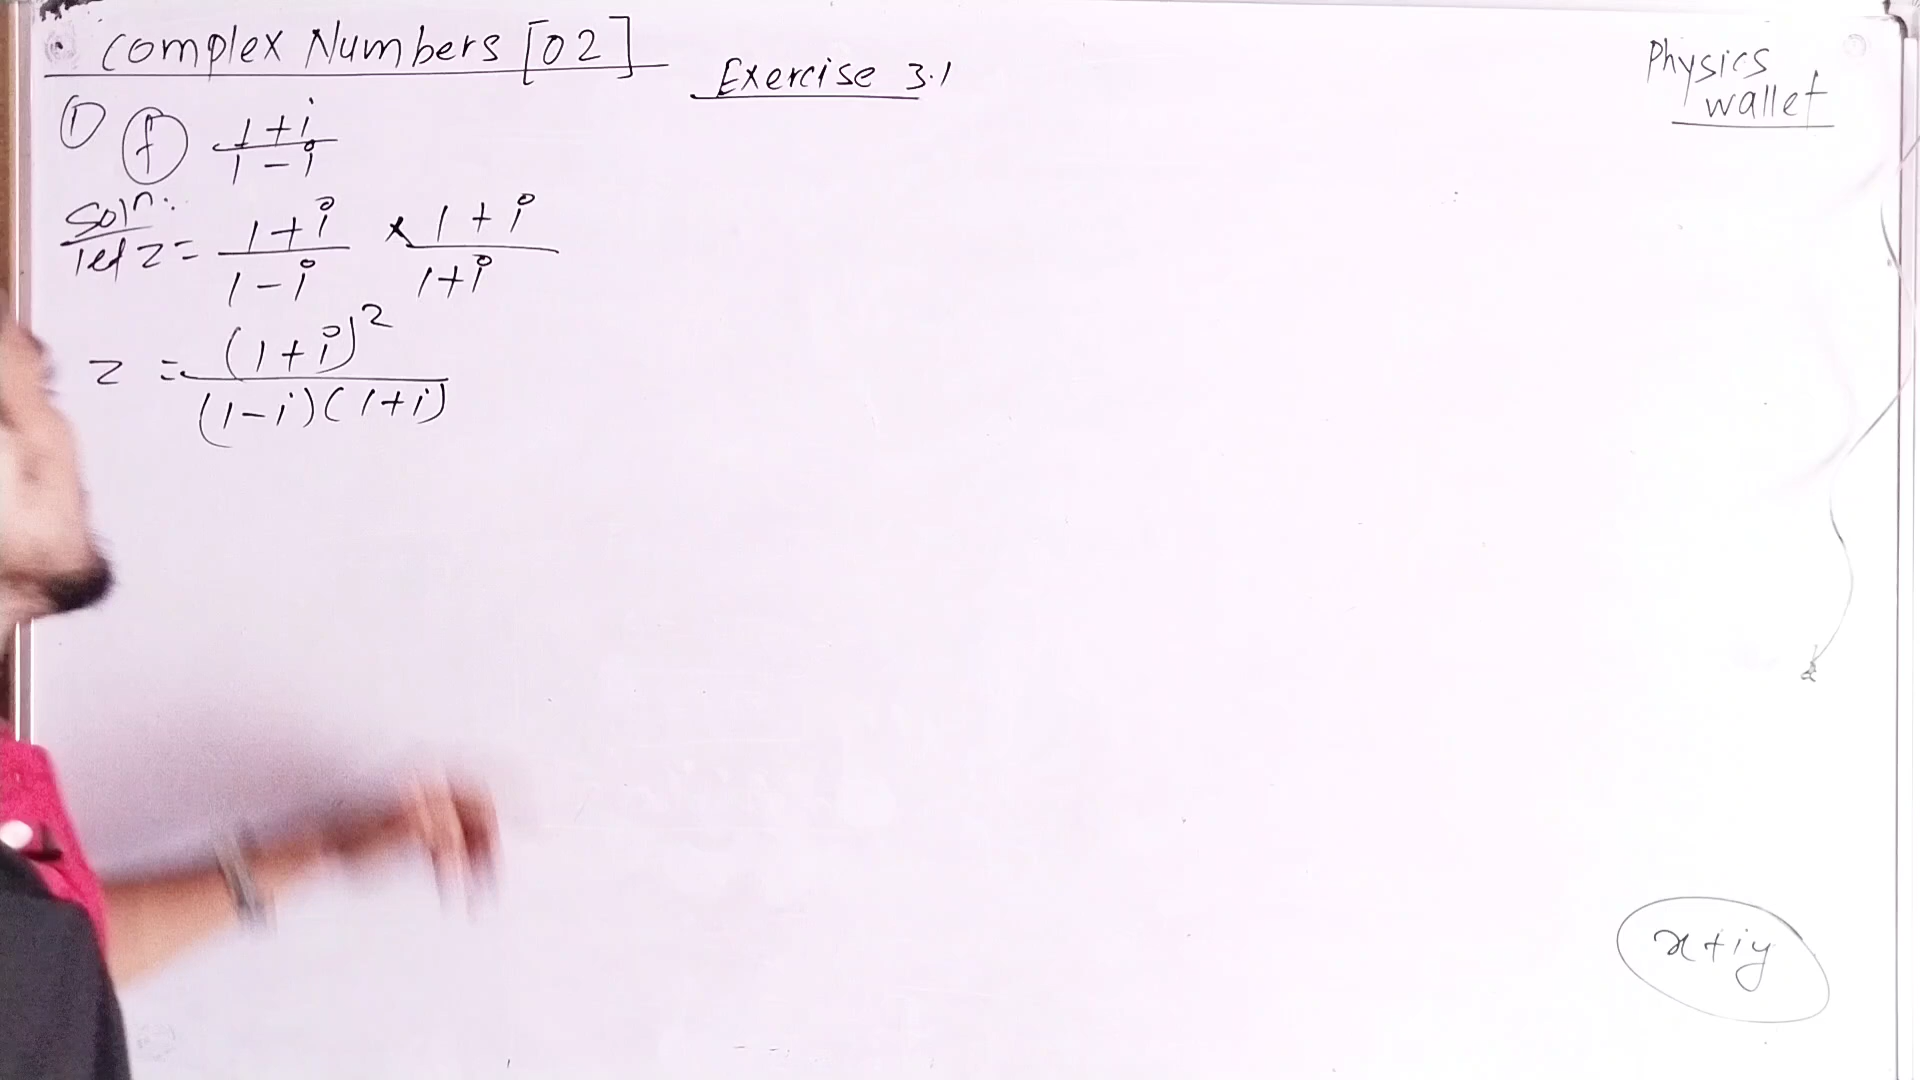 Complex Numbers [02]
Exercise 3.1
Physics
wallet
① ⓕ 1+i
1-i
Soln:
let z = 1+i × 1+i
1-i 1+i
z = (1+i)²
(1-i)(1+i)
x+iy